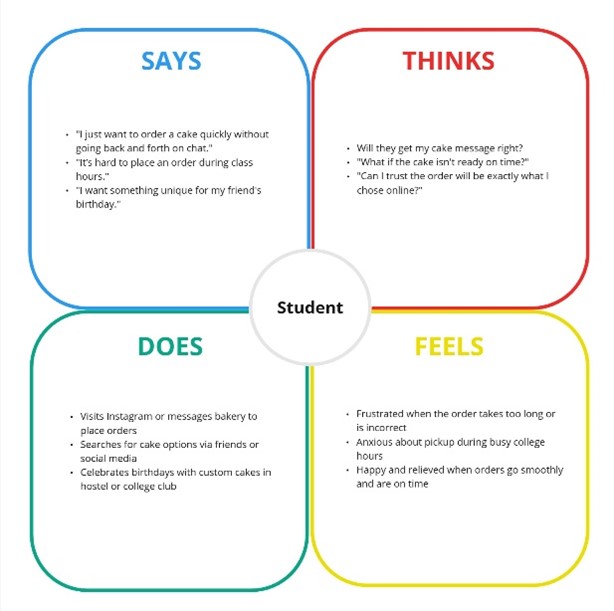 SAYS
• "I just want to order a cake quickly without
going back and forth on chat."
• "It's hard to place an order during class
hours."
• "I want something unique for my friend's
birthday."
THINKS
• Will they get my cake message right?
• "What if the cake isn't ready on time?"
• "Can I trust the order will be exactly what I
chose online?"
Student
DOES
• Visits Instagram or messages bakery to
place orders
• Searches for cake options via friends or
social media
• Celebrates birthdays with custom cakes in
hostel or college club
FEELS
• Frustrated when the order takes too long or
is incorrect
• Anxious about pickup during busy college
hours
• Happy and relieved when orders go smoothly
and are on time